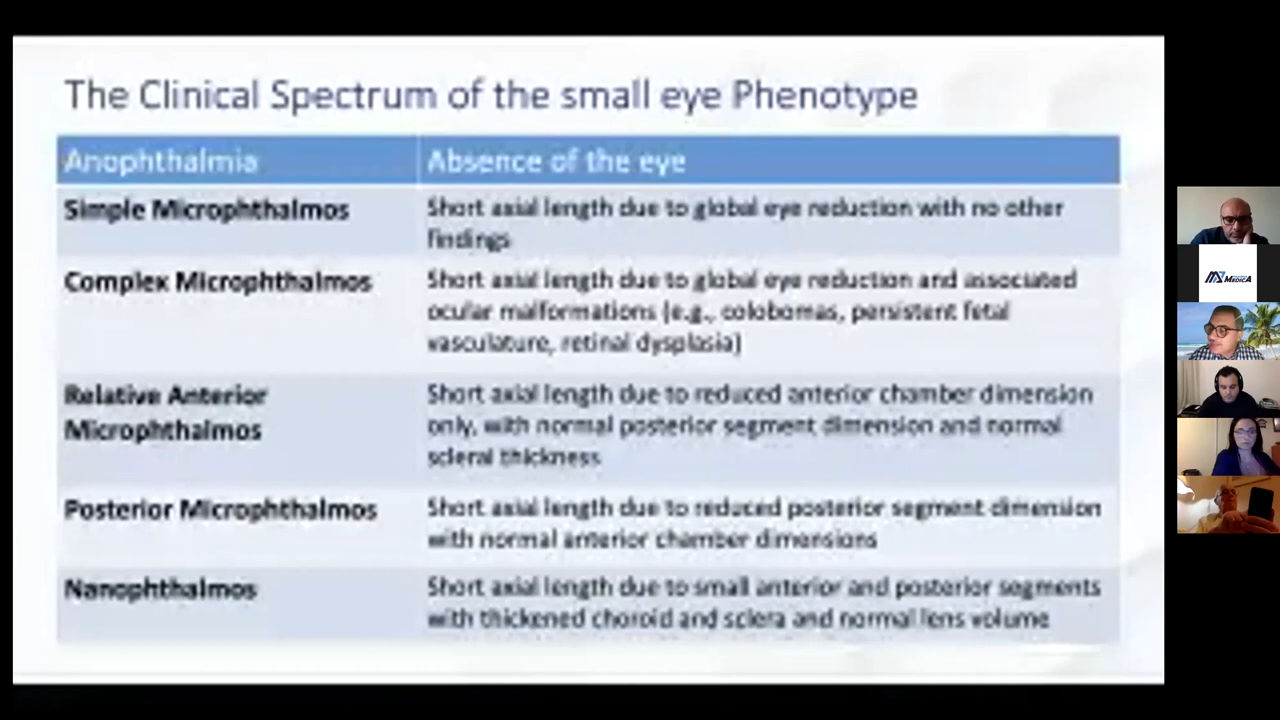 The Clinical Spectrum of the small eye Phenotype
Anophthalmia
Absence of the eye
Simple Microphthalmos
Short axial length due to global eye reduction with no other
findings
Complex Microphthalmos
Short axial length due to global eye reduction and associated
ocular malformations (e.g., colobomas, persistent fetal
vasculature, retinal dysplasia)
Relative Anterior
Microphthalmos
Short axial length due to reduced anterior chamber dimension
only, with normal posterior segment dimension and normal
scleral thickness
Posterior Microphthalmos
Short axial length due to reduced posterior segment dimension
with normal anterior chamber dimensions
Nanophthalmos
Short axial length due to small anterior and posterior segments
with thickened choroid and sclera and normal lens volume
MEDICA